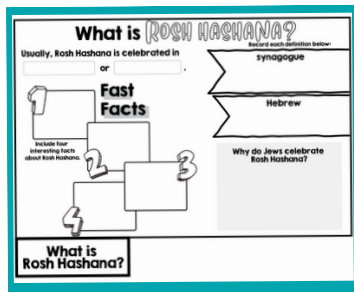 What is ROSH HASHANA?
Usually, Rosh Hashana is celebrated in
or .
Record each definition below:
synagogue
Hebrew
Fast
Facts
1
Include four
interesting facts
about Rosh Hashana.
2
3
4
Why do Jews celebrate
Rosh Hashana?
What is
Rosh Hashana?